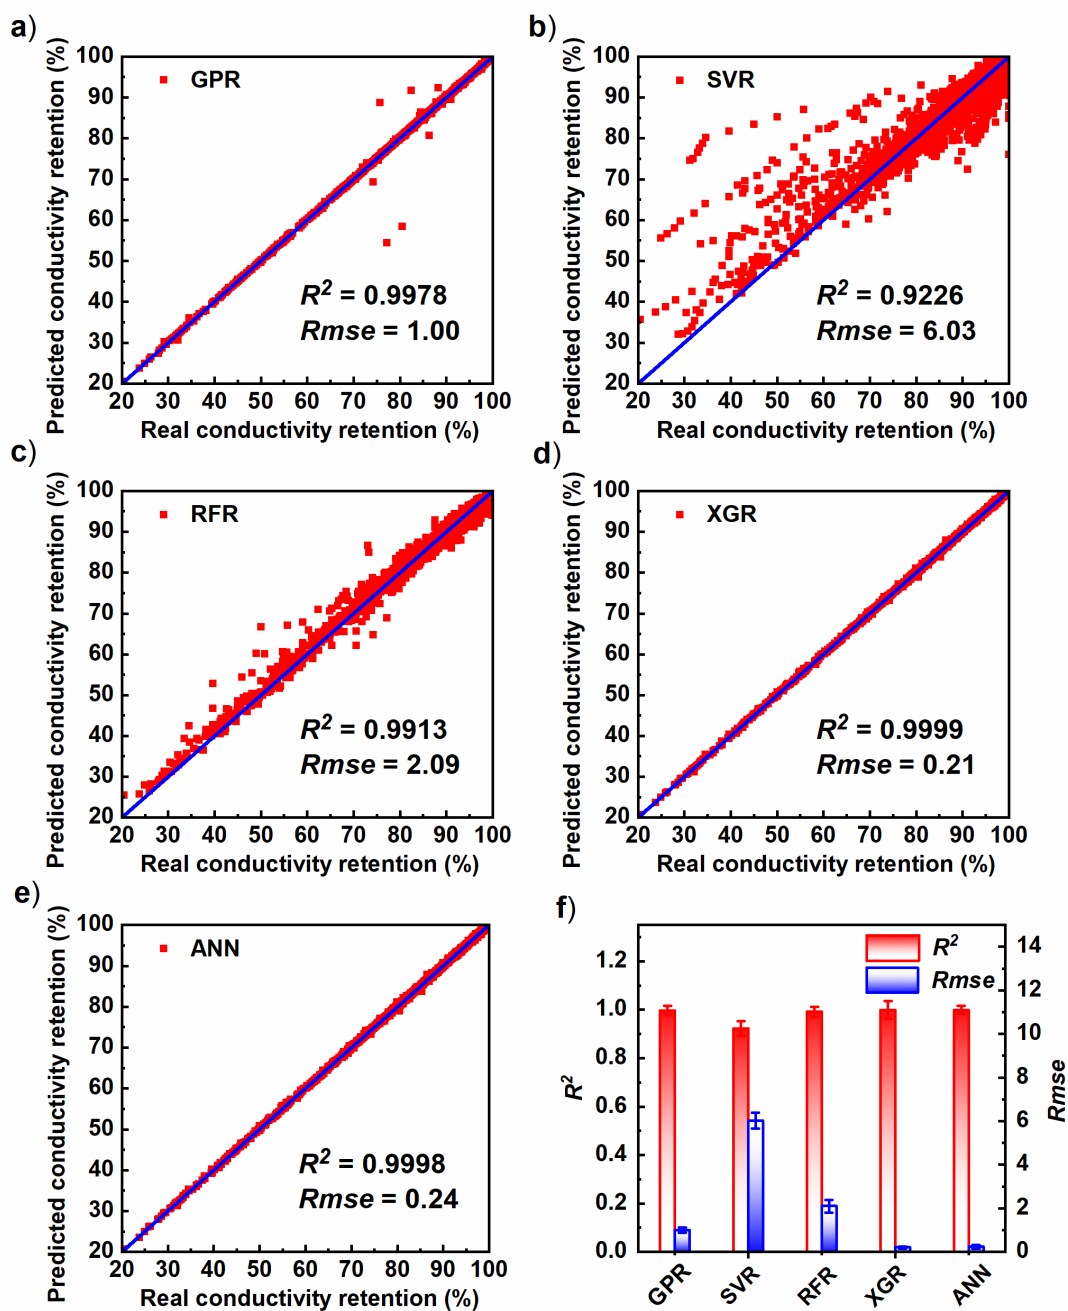 a)
Predicted conductivity retention (%)
100
90
80
70
60
50
40
30
20
GPR
R² = 0.9978
Rmse = 1.00
20 30 40 50 60 70 80 90 100
Real conductivity retention (%)
b)
Predicted conductivity retention (%)
100
90
80
70
60
50
40
30
20
SVR
R² = 0.9226
Rmse = 6.03
20 30 40 50 60 70 80 90 100
Real conductivity retention (%)
c)
Predicted conductivity retention (%)
100
90
80
70
60
50
40
30
20
RFR
R² = 0.9913
Rmse = 2.09
20 30 40 50 60 70 80 90 100
Real conductivity retention (%)
d)
Predicted conductivity retention (%)
100
90
80
70
60
50
40
30
20
XGR
R² = 0.9999
Rmse = 0.21
20 30 40 50 60 70 80 90 100
Real conductivity retention (%)
e)
Predicted conductivity retention (%)
100
90
80
70
60
50
40
30
20
ANN
R² = 0.9998
Rmse = 0.24
20 30 40 50 60 70 80 90 100
Real conductivity retention (%)
f)
R²
1.2
1.0
0.8
0.6
0.4
0.2
0.0
R²
Rmse
14
12
10
8
6
4
2
0
Rmse
GPR SVR RFR XGR ANN